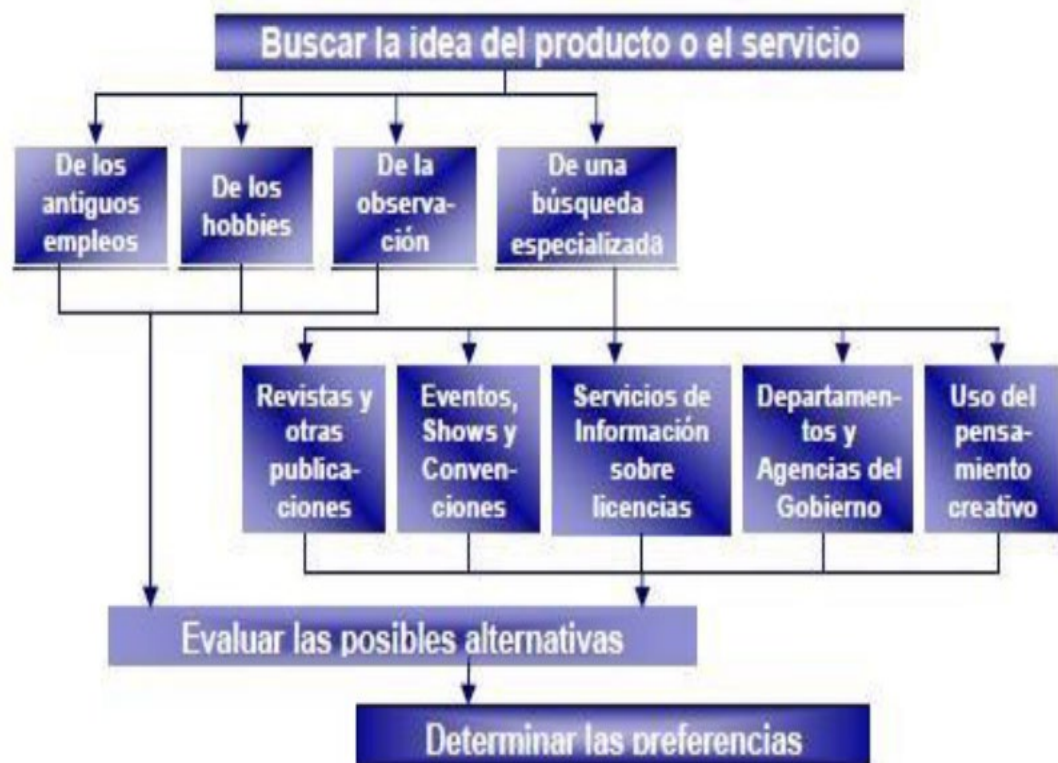 Buscar la idea del producto o el servicio
De los
antiguos
empleos
De los
hobbies
De la
observa-
ción
De una
búsqueda
especializada
Revistas y
otras
publica-
ciones
Eventos,
Shows y
Conven-
ciones
Servicios de
Información
sobre
licencias
Departamen-
tos y
Agencias del
Gobierno
Uso del
pensa-
miento
creativo
Evaluar las posibles alternativas
Determinar las preferencias